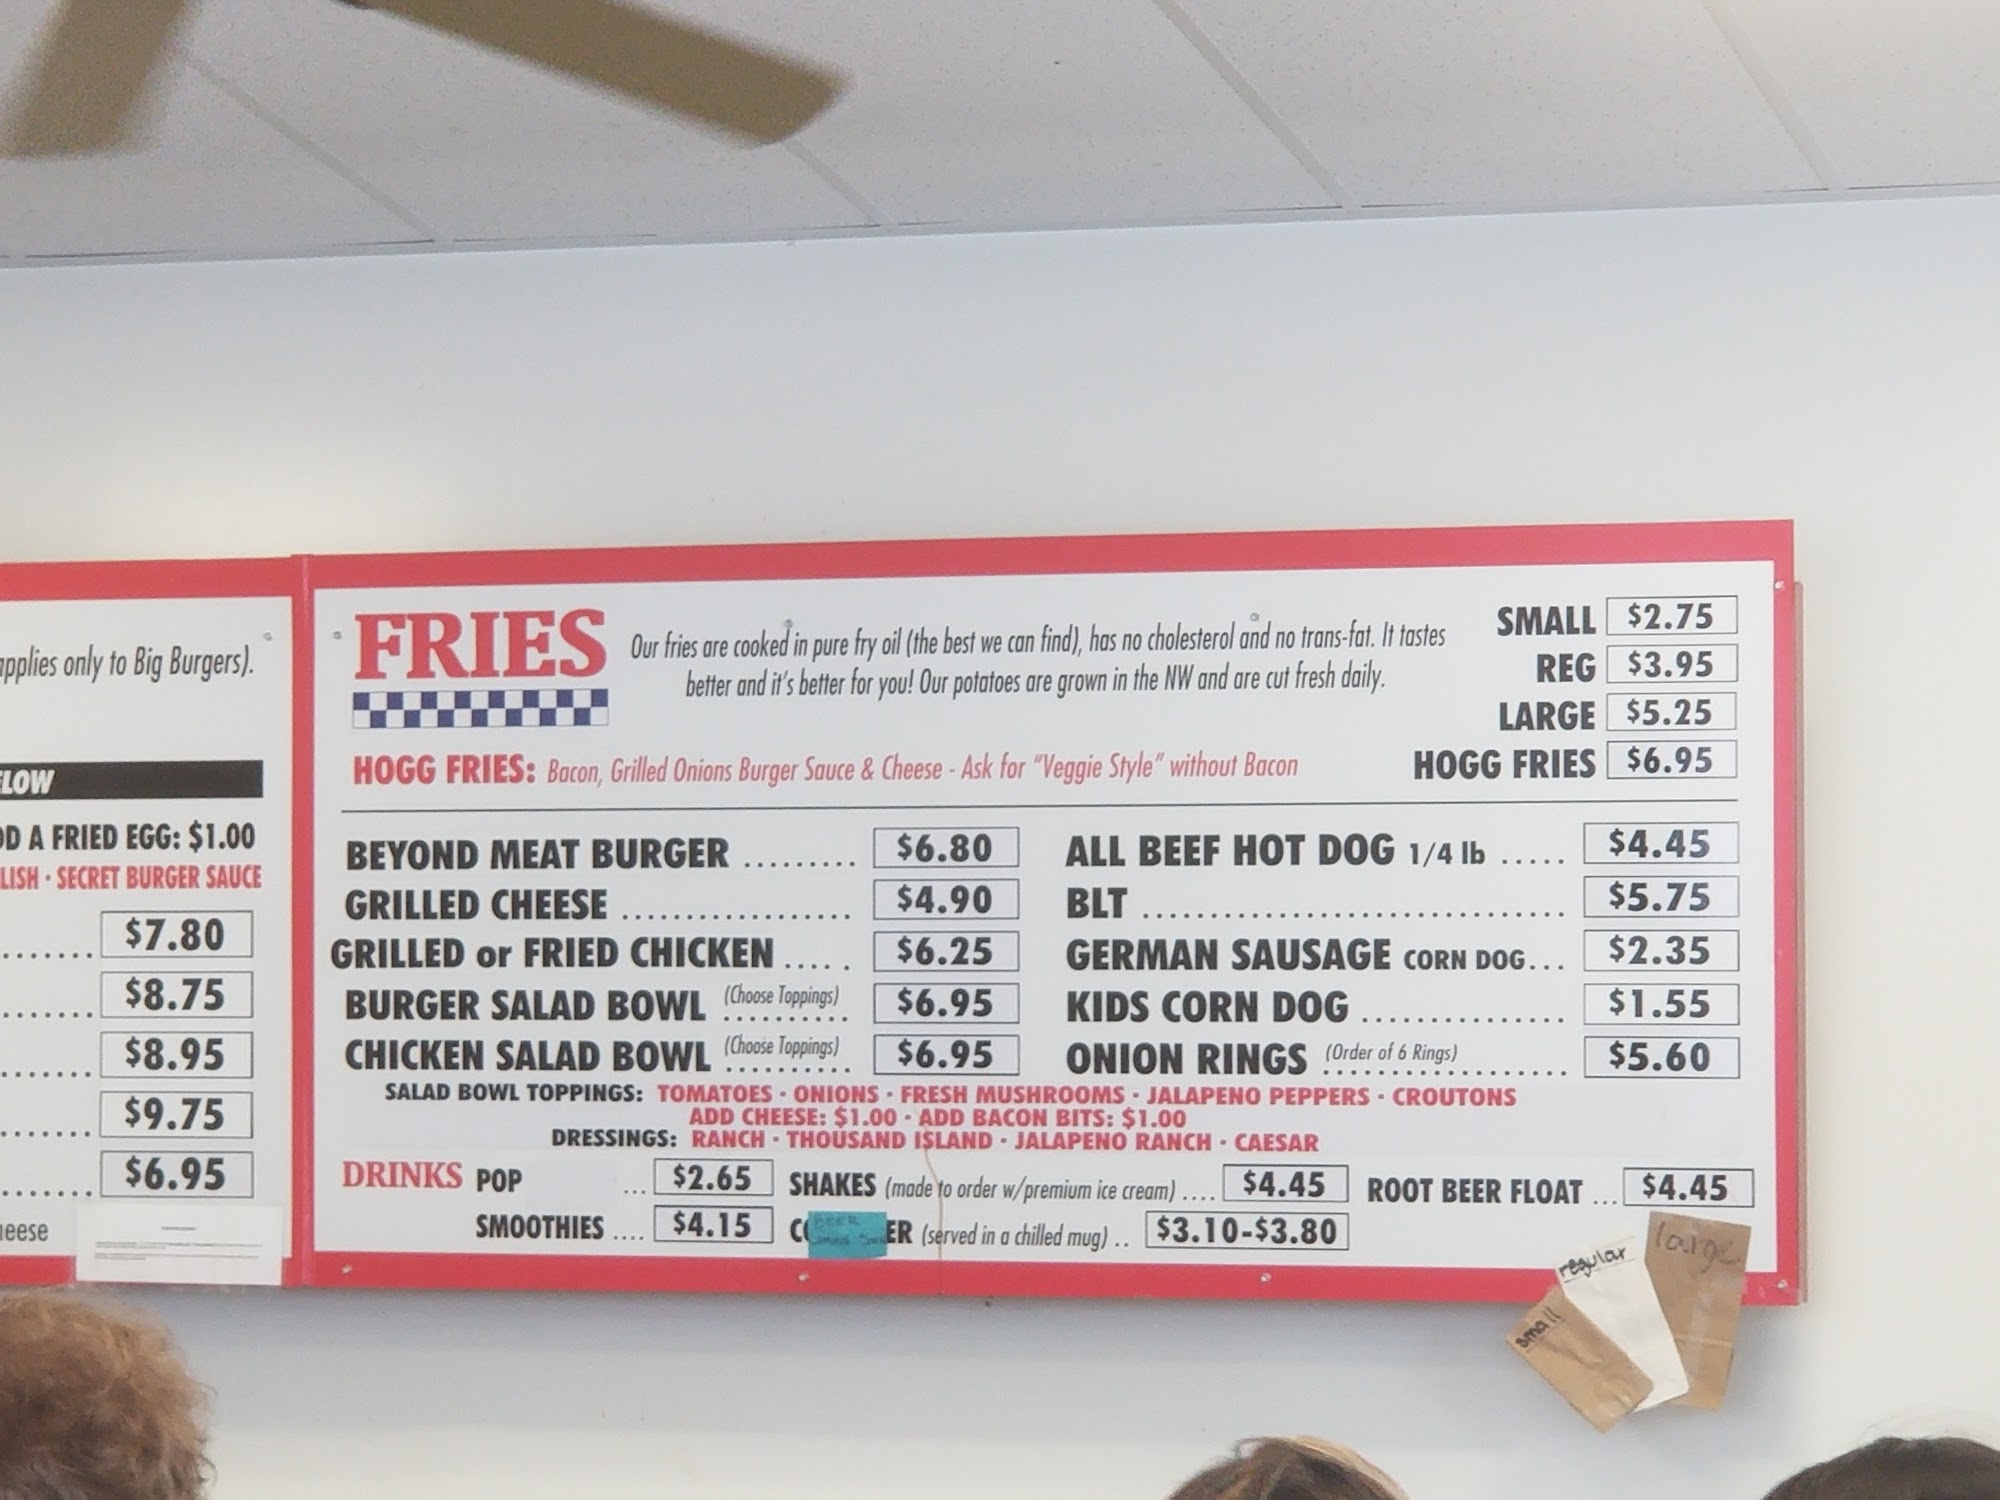 applies only to Big Burgers).
A FRIED EGG: $1.00
SECRET BURGER SAUCE
$7.80
$8.75
$8.95
$9.75
$6.95
FRIES
Our fries are cooked in pure fry oil (the best we can find), has no cholesterol and no trans-fat. It tastes
better and it's better for you! Our potatoes are grown in the NW and are cut fresh daily.
SMALL $2.75
REG $3.95
LARGE $5.25
HOGG FRIES: Bacon, Grilled Onions Burger Sauce & Cheese - Ask for "Veggie Style" without Bacon
HOGG FRIES $6.95
BEYOND MEAT BURGER ......... $6.80
GRILLED CHEESE .................. $4.90
GRILLED or FRIED CHICKEN ..... $6.25
BURGER SALAD BOWL (Choose Toppings) .......... $6.95
CHICKEN SALAD BOWL (Choose Toppings) .......... $6.95
ALL BEEF HOT DOG 1/4 lb ..... $4.45
BLT ................................. $5.75
GERMAN SAUSAGE CORN DOG... $2.35
KIDS CORN DOG ................ $1.55
ONION RINGS (Order of 6 Rings) ................... $5.60
SALAD BOWL TOPPINGS: TOMATOES · ONIONS · FRESH MUSHROOMS · JALAPENO PEPPERS · CROUTONS
ADD CHEESE: $1.00 · ADD BACON BITS: $1.00
DRESSINGS: RANCH · THOUSAND ISLAND · JALAPENO RANCH · CAESAR
DRINKS POP ... $2.65 SHAKES (made to order w/premium ice cream) .... $4.45 ROOT BEER FLOAT ... $4.45
SMOOTHIES .... $4.15 (served in a chilled mug) .. $3.10-$3.80
BEER
small
regular
large